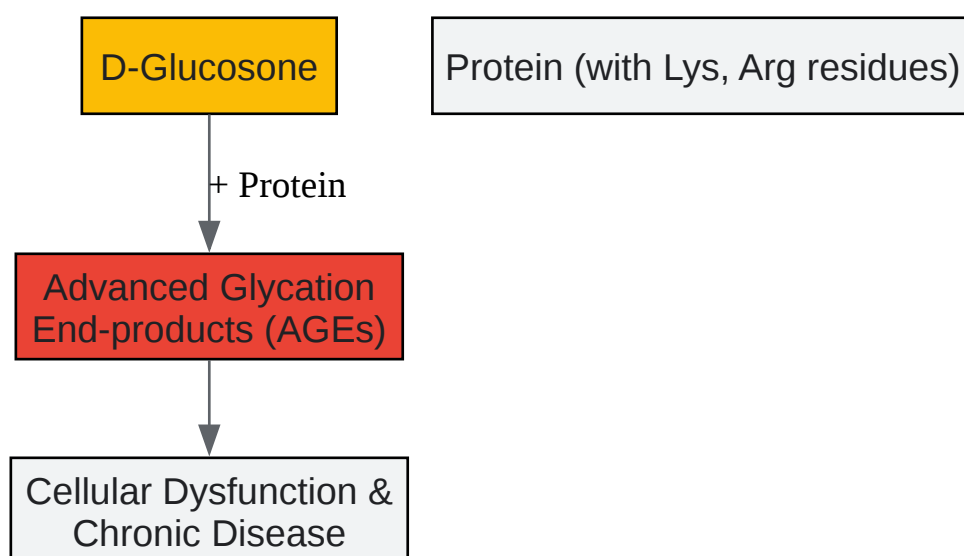 D-Glucosone
Protein (with Lys, Arg residues)
+ Protein
Advanced Glycation
End-products (AGEs)
Cellular Dysfunction &
Chronic Disease